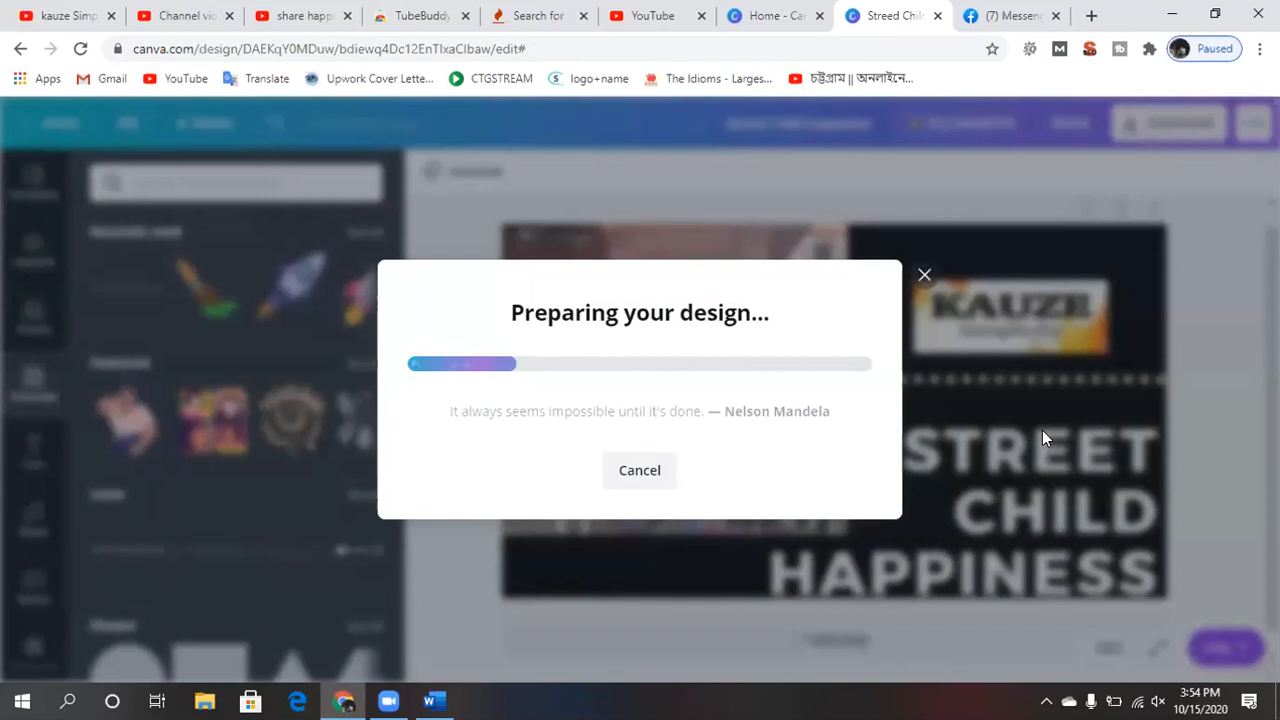 kauze Simp
Channel vi
share happ
TubeBuddy
Search for
YouTube
Home - Ca
Streed Chil
(7) Messen
canva.com/design/DAEKqY0MDuw/bdiewq4Dc12EnTlxaClbaw/edit#
Paused
Apps
Gmail
YouTube
Translate
Upwork Cover Lette...
CTGSTREAM
logo+name
The Idioms - Larges...
চট্টগ্রাম || অনলাইনে...
KAUZE
Preparing your design...
It always seems impossible until it's done. — Nelson Mandela
Cancel
STREET
CHILD
HAPPINESS
3:54 PM
10/15/2020